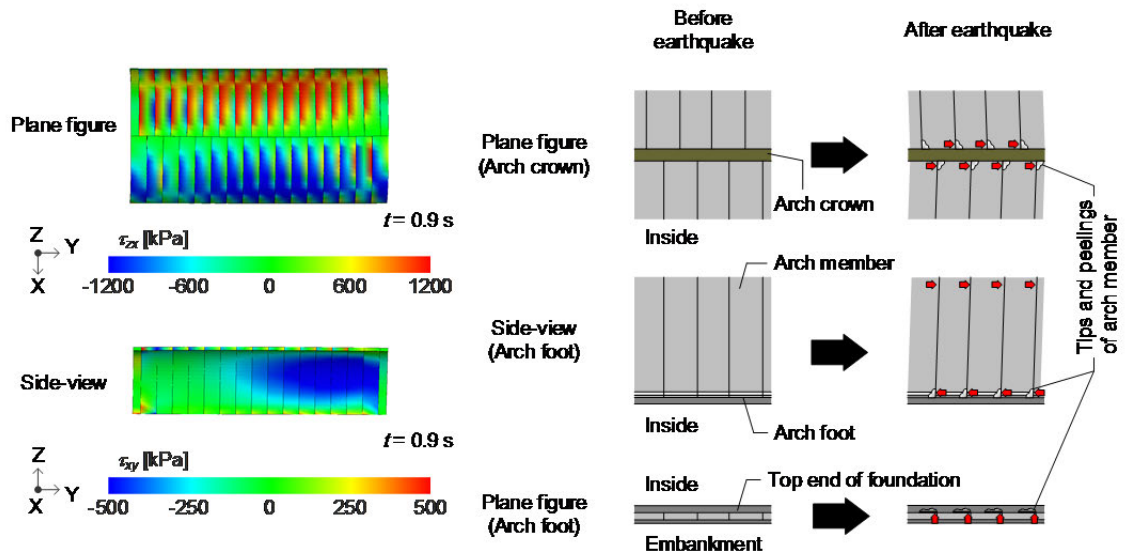 Plane figure
t = 0.9 s
Z
Y
X
τzx [kPa]
-1200
-600
0
600
1200
Side-view
t = 0.9 s
Z
Y
X
τxy [kPa]
-500
-250
0
250
500
Before
earthquake
After earthquake
Plane figure
(Arch crown)
Arch crown
Inside
Arch member
Side-view
(Arch foot)
Inside
Arch foot
Inside
Top end of foundation
Plane figure
(Arch foot)
Embankment
Tips and peelings
of arch member